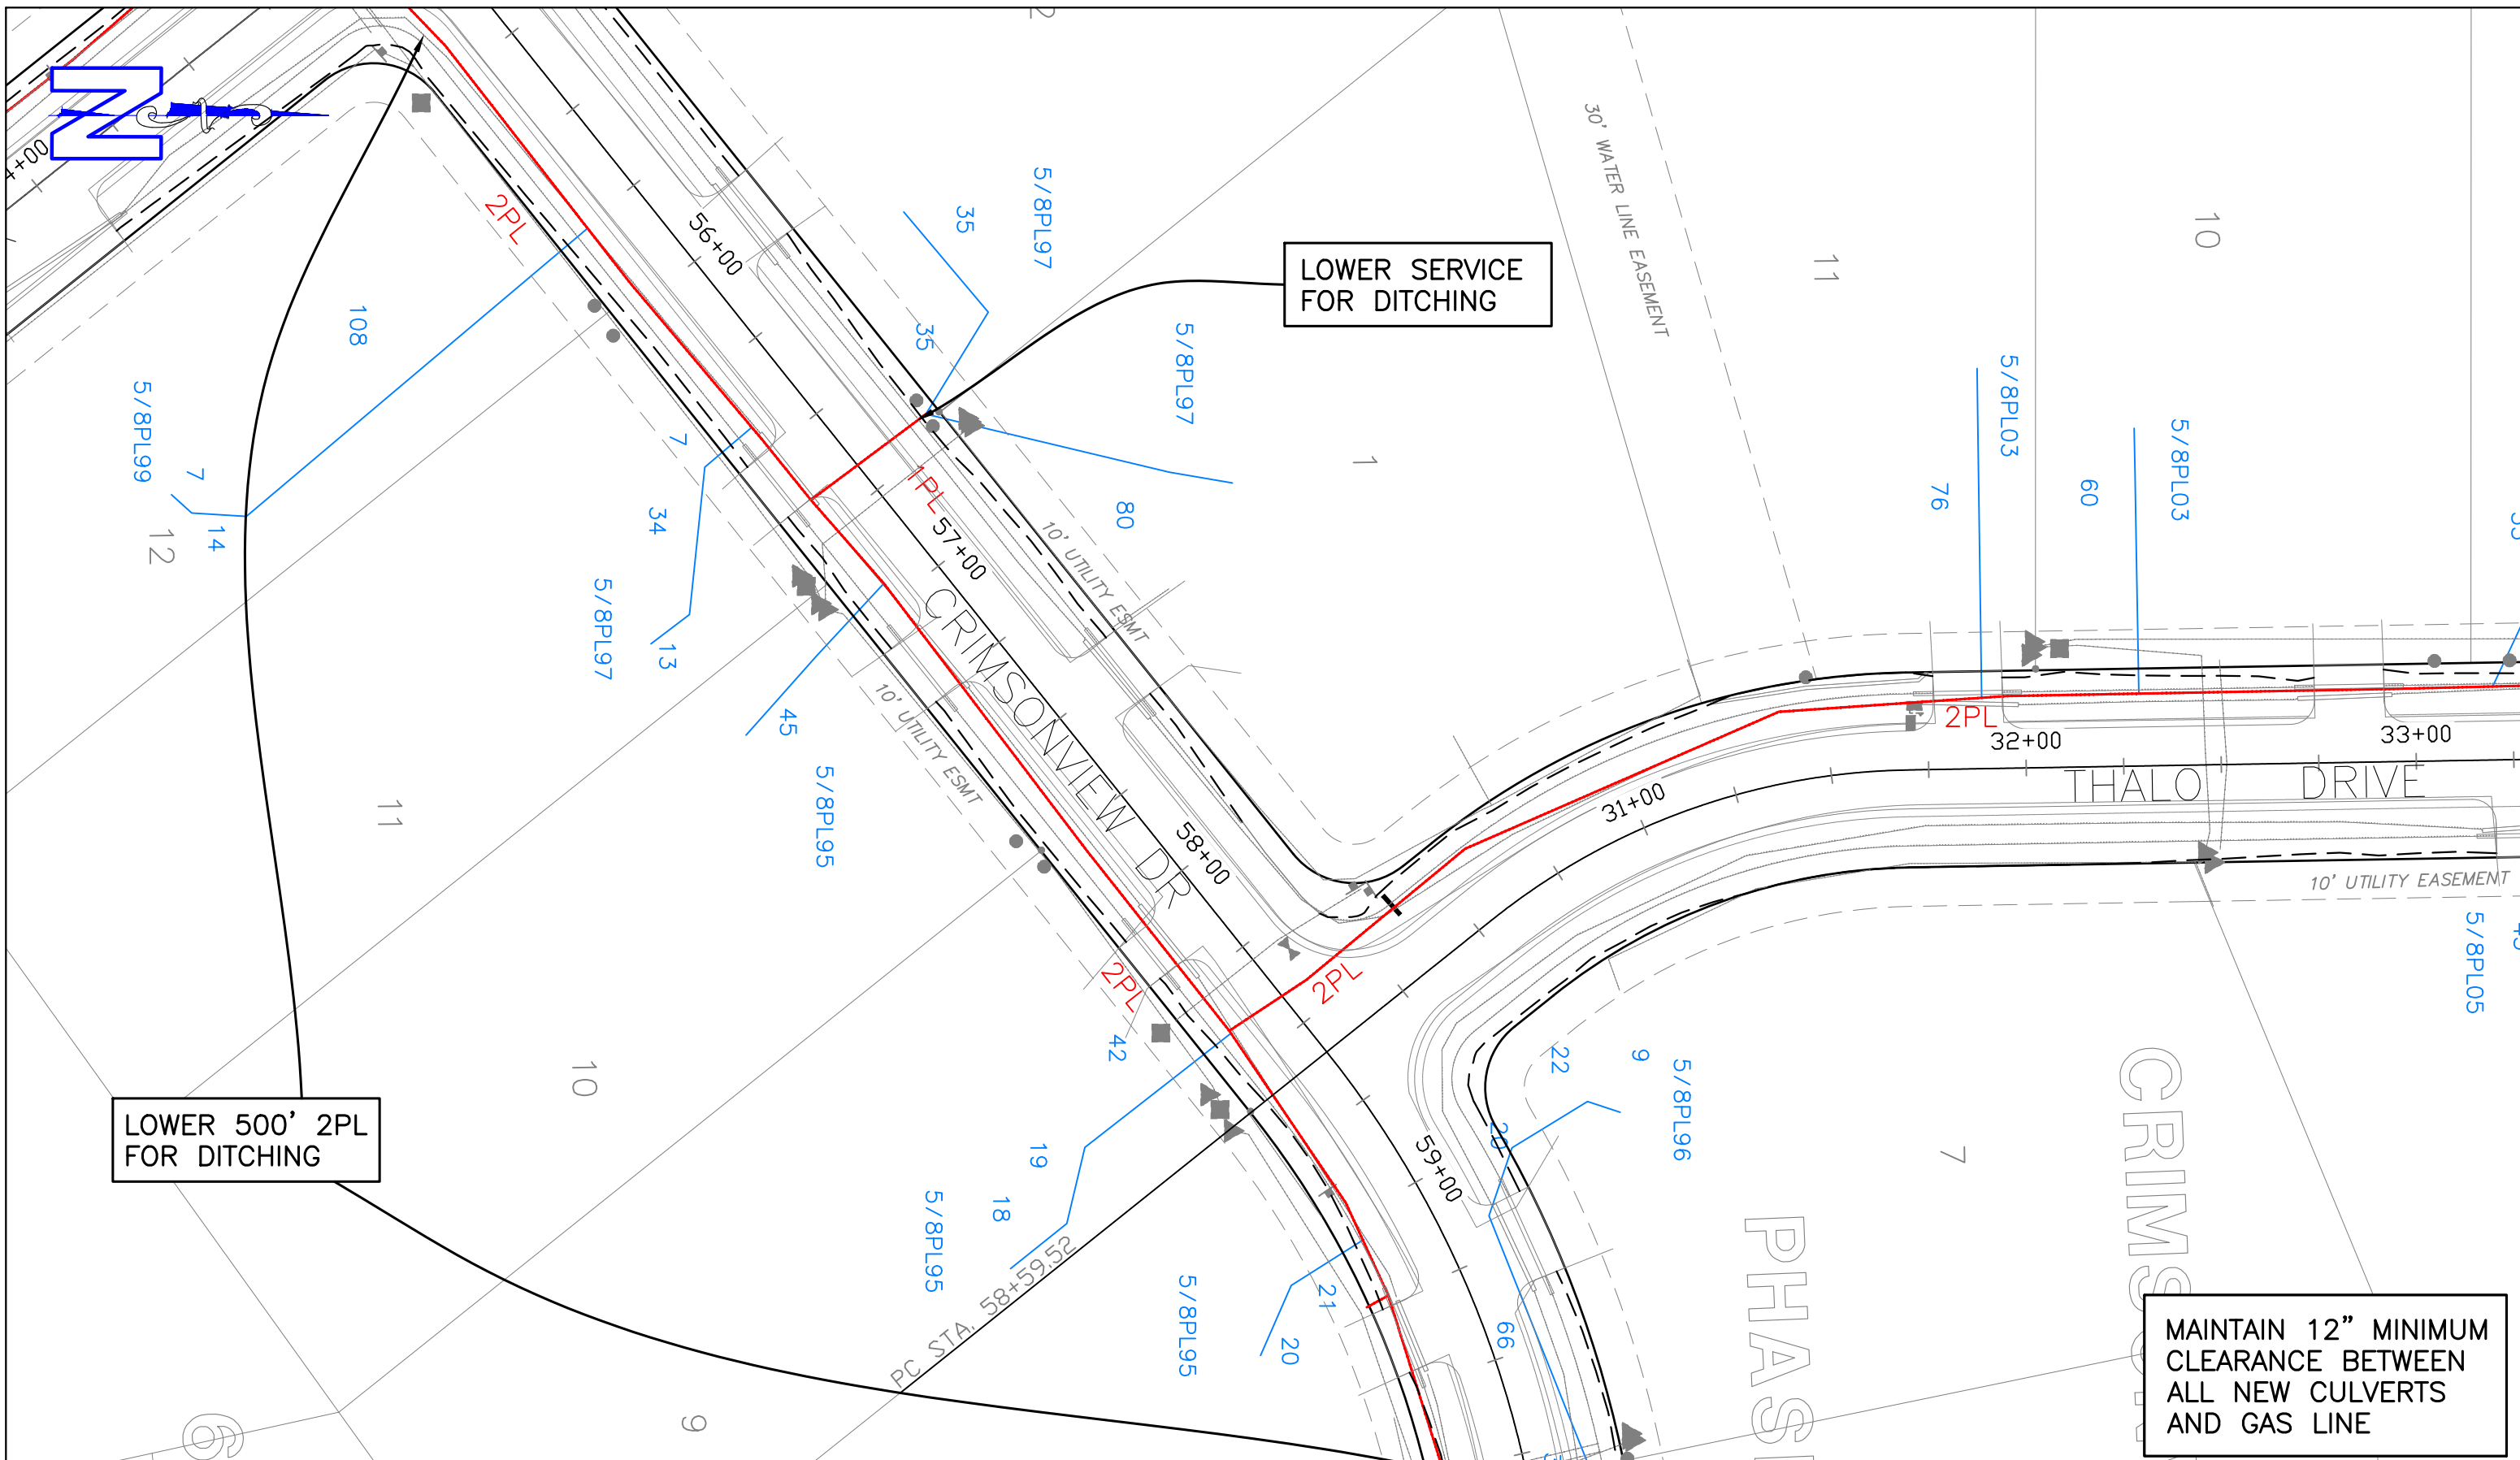 N
2PL
56+00
5/8PL97
35
35
5/8PL97
LOWER SERVICE
FOR DITCHING
30' WATER LINE EASEMENT
11
10
108
5/8PL99
7
14
12
7
34
5/8PL97
13
1PL
57+00
10' UTILITY ESMT
80
1
5/8PL03
76
60
5/8PL03
2PL
32+00
33+00
THALO DRIVE
31+00
10' UTILITY EASEMENT
5/8PL05
CRIMSONVIEW DR
45
10' UTILITY ESMT
5/8PL95
58+00
11
10
2PL
2PL
42
22
9
5/8PL96
20
59+00
7
LOWER 500' 2PL
FOR DITCHING
19
18
5/8PL95
PC STA. 58+59.52
5/8PL95
21
20
66
9
6
MAINTAIN 12" MINIMUM
CLEARANCE BETWEEN
ALL NEW CULVERTS
AND GAS LINE